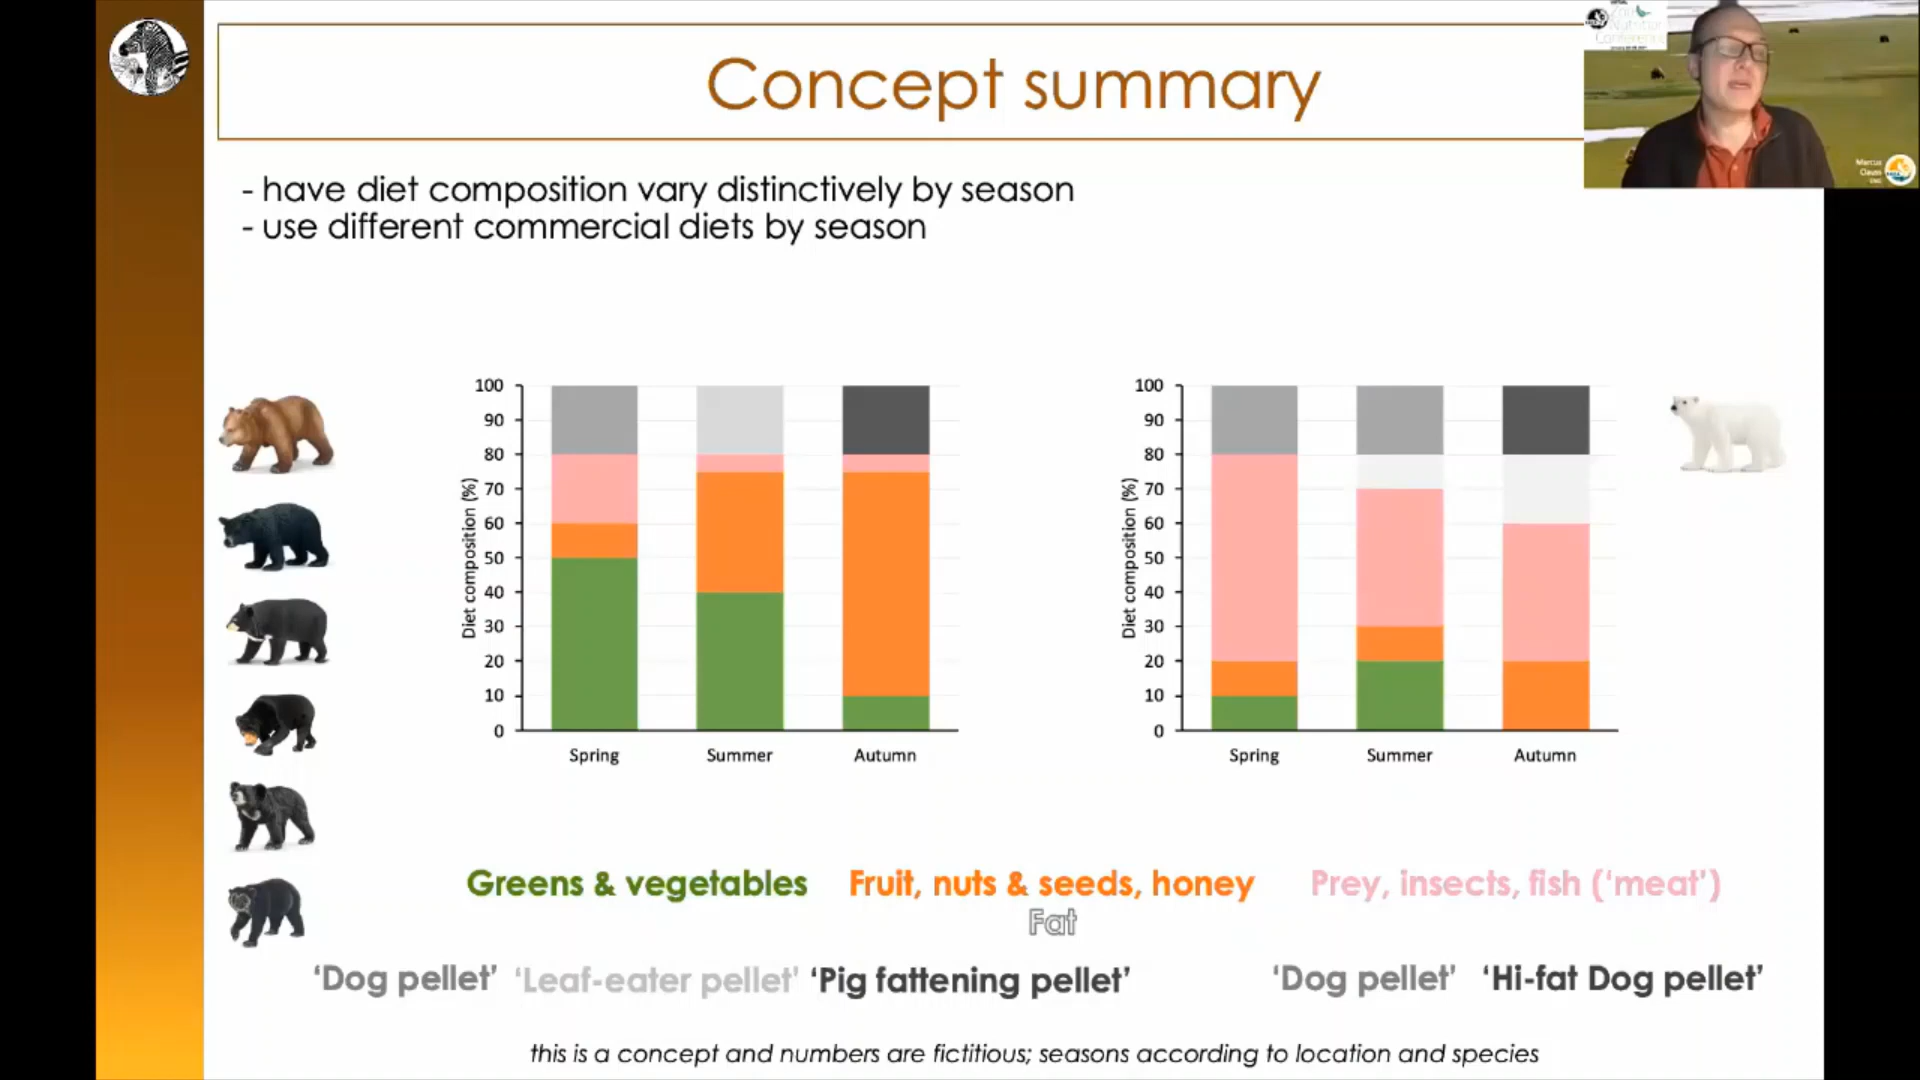 Concept summary
- have diet composition vary distinctively by season
- use different commercial diets by season
Diet composition (%)
100
90
80
70
60
50
40
30
20
10
0
Spring Summer Autumn
Diet composition (%)
100
90
80
70
60
50
40
30
20
10
0
Spring Summer Autumn
Greens & vegetables Fruit, nuts & seeds, honey Prey, insects, fish (‘meat’)
Fat
‘Dog pellet’ ‘Leaf-eater pellet’ ‘Pig fattening pellet’ ‘Dog pellet’ ‘Hi-fat Dog pellet’
this is a concept and numbers are fictitious; seasons according to location and species
Nutrition
Conference
Marcus